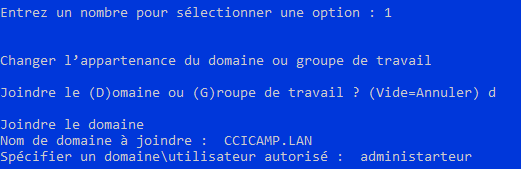 Entrez un nombre pour sélectionner une option : 1
Changer l’appartenance du domaine ou groupe de travail
Joindre le (D)omaine ou (G)roupe de travail ? (Vide=Annuler) d
Joindre le domaine
Nom de domaine à joindre :  CCICAMP.LAN
Spécifier un domaine\utilisateur autorisé :  administarteur